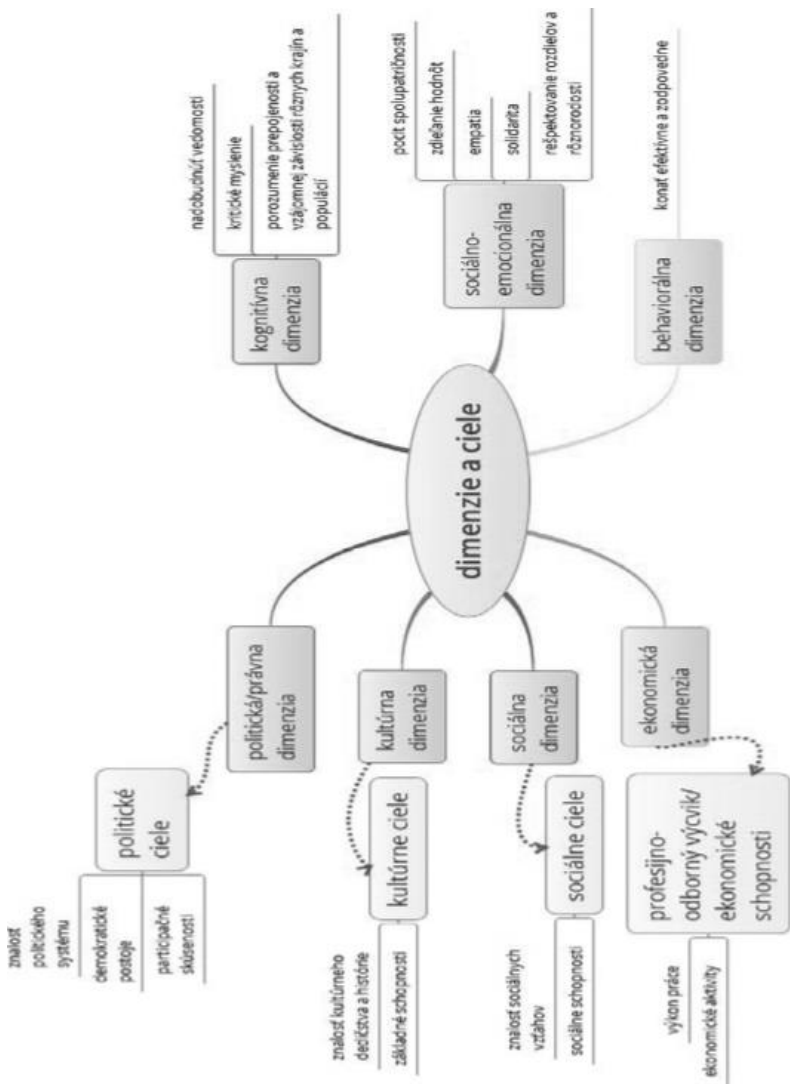 dimenzie a ciele
kognitívna
dimenzia
nadobudnúť vedomosti
kritické myslenie
porozumenie prepojenosti a
vzájomnej závislosti rôznych krajín a
populácií
sociálno-
emocionálna
dimenzia
pocit spolupatričnosti
zdieľanie hodnôt
empatia
solidarita
rešpektovanie rozdielov a
rôznorodosti
behaviorálna
dimenzia
konať efektívne a zodpovedne
politická/právna
dimenzia
politické
ciele
znalosť
politického
systému
demokratické
postoje
participačné
skúsenosti
kultúrna
dimenzia
kultúrne ciele
znalosť kultúrneho
dedičstva a histórie
základné schopnosti
sociálna
dimenzia
sociálne ciele
znalosť sociálnych
vzťahov
sociálne schopnosti
ekonomická
dimenzia
profesijno-
odborný výcvik/
ekonomické
schopnosti
výkon práce
ekonomické aktivity